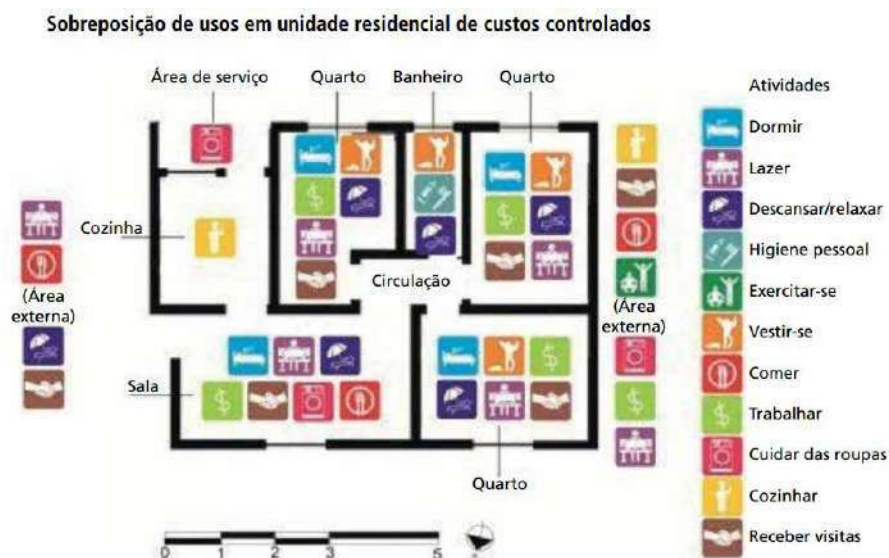 Sobreposição de usos em unidade residencial de custos controlados
Área de serviço
Quarto
Banheiro
Quarto
Cozinha
(Área
externa)
Circulação
Sala
Quarto
(Área
externa)
Atividades
Dormir
Lazer
Descansar/relaxar
Higiene pessoal
Exercitar-se
Vestir-se
Comer
Trabalhar
Cuidar das roupas
Cozinhar
Receber visitas
0 1 2 3 5